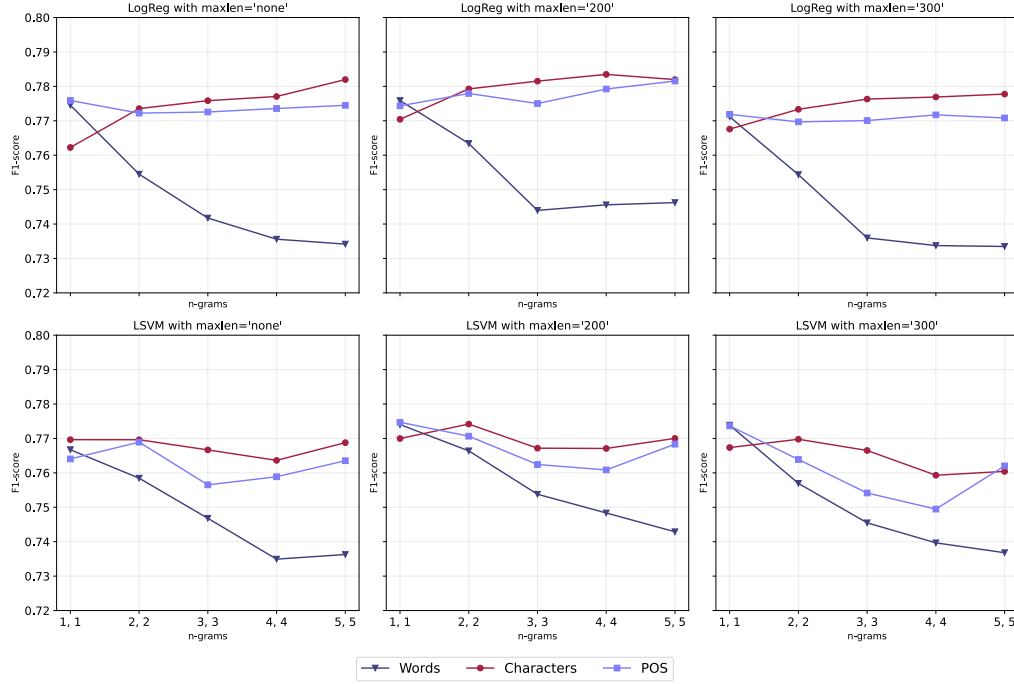 LogReg with maxlen='none'
LogReg with maxlen='200'
LogReg with maxlen='300'
0.80
0.79
0.78
0.77
0.76
0.75
0.74
0.73
0.72
F1-score
F1-score
F1-score
n-grams
n-grams
n-grams
LSVM with maxlen='none'
LSVM with maxlen='200'
LSVM with maxlen='300'
0.80
0.79
0.78
0.77
0.76
0.75
0.74
0.73
0.72
F1-score
F1-score
F1-score
1, 1 2, 2 3, 3 4, 4 5, 5
1, 1 2, 2 3, 3 4, 4 5, 5
1, 1 2, 2 3, 3 4, 4 5, 5
n-grams
n-grams
n-grams
Words Characters POS